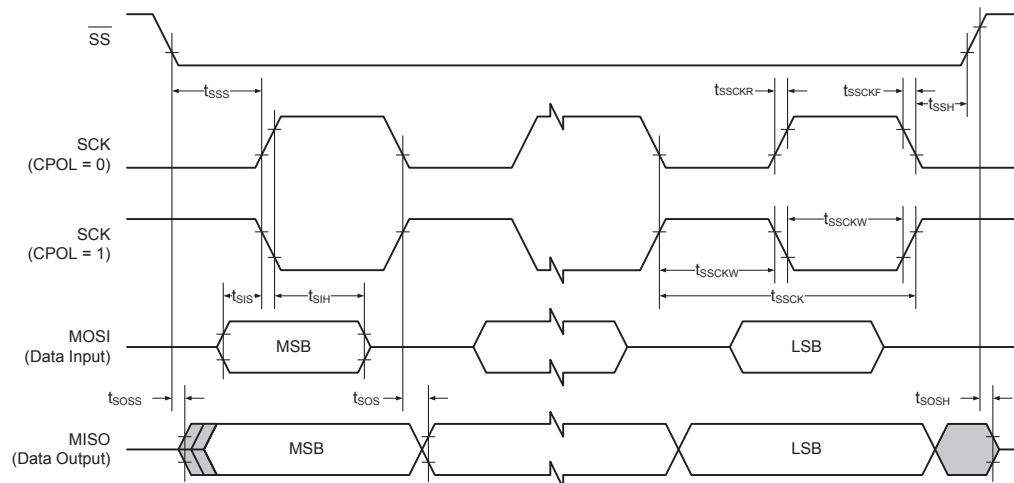 SS
tSSS
tSSCKR
tSSCKF
tSSH
SCK
(CPOL = 0)
SCK
(CPOL = 1)
tSSCKW
tSSCKW
tSSCK
tSIS
tSIH
MOSI
(Data Input)
MSB
LSB
tSOSS
tSOS
tSOSH
MISO
(Data Output)
MSB
LSB